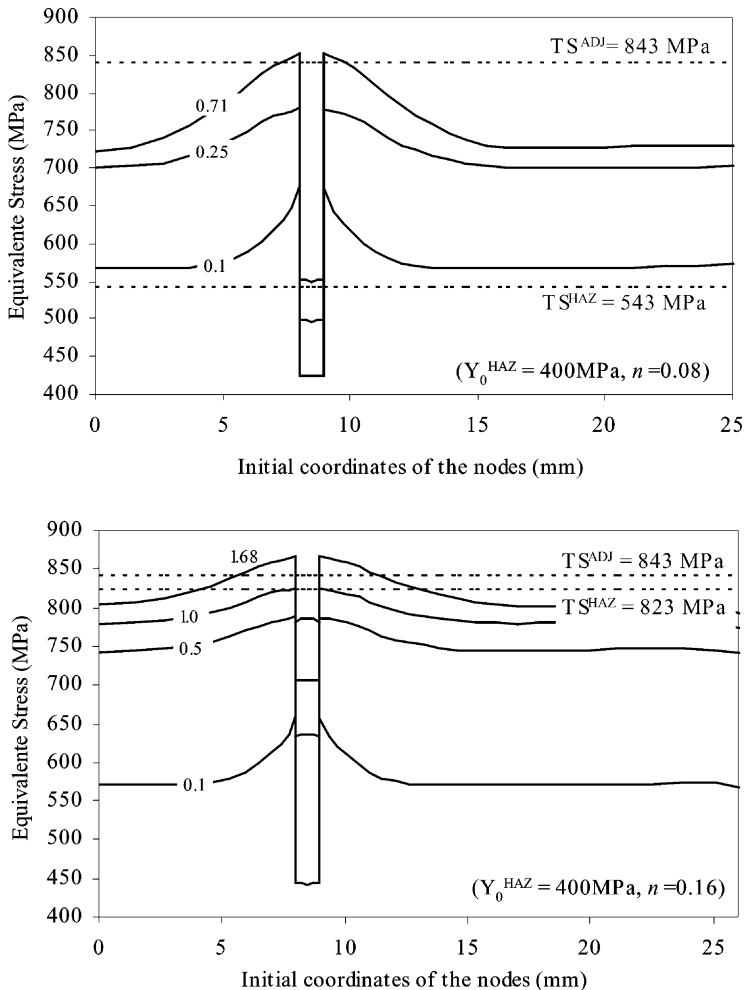 900
850
800
750
700
650
600
550
500
450
400
Equivalente Stress (MPa)
TS^ADJ = 843 MPa
0.71
0.25
0.1
TS^HAZ = 543 MPa
(Y₀^HAZ = 400MPa, n=0.08)
0 5 10 15 20 25
Initial coordinates of the nodes (mm)
900
850
800
750
700
650
600
550
500
450
400
Equivalente Stress (MPa)
1.68
TS^ADJ = 843 MPa
1.0
TS^HAZ = 823 MPa
0.5
0.1
(Y₀^HAZ = 400MPa, n=0.16)
0 5 10 15 20 25
Initial coordinates of the nodes (mm)